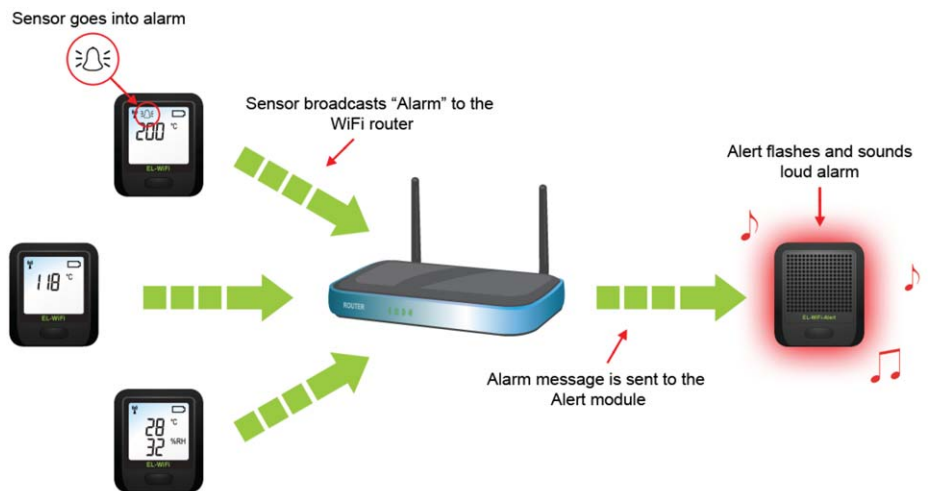 Sensor goes into alarm
Sensor broadcasts “Alarm” to the
WiFi router
200 °C
EL-WiFi
Alert flashes and sounds
loud alarm
118 °C
EL-WiFi
ROUTER
EL-WiFi-Alert
Alarm message is sent to the
Alert module
28 °C
32 %RH
EL-WiFi